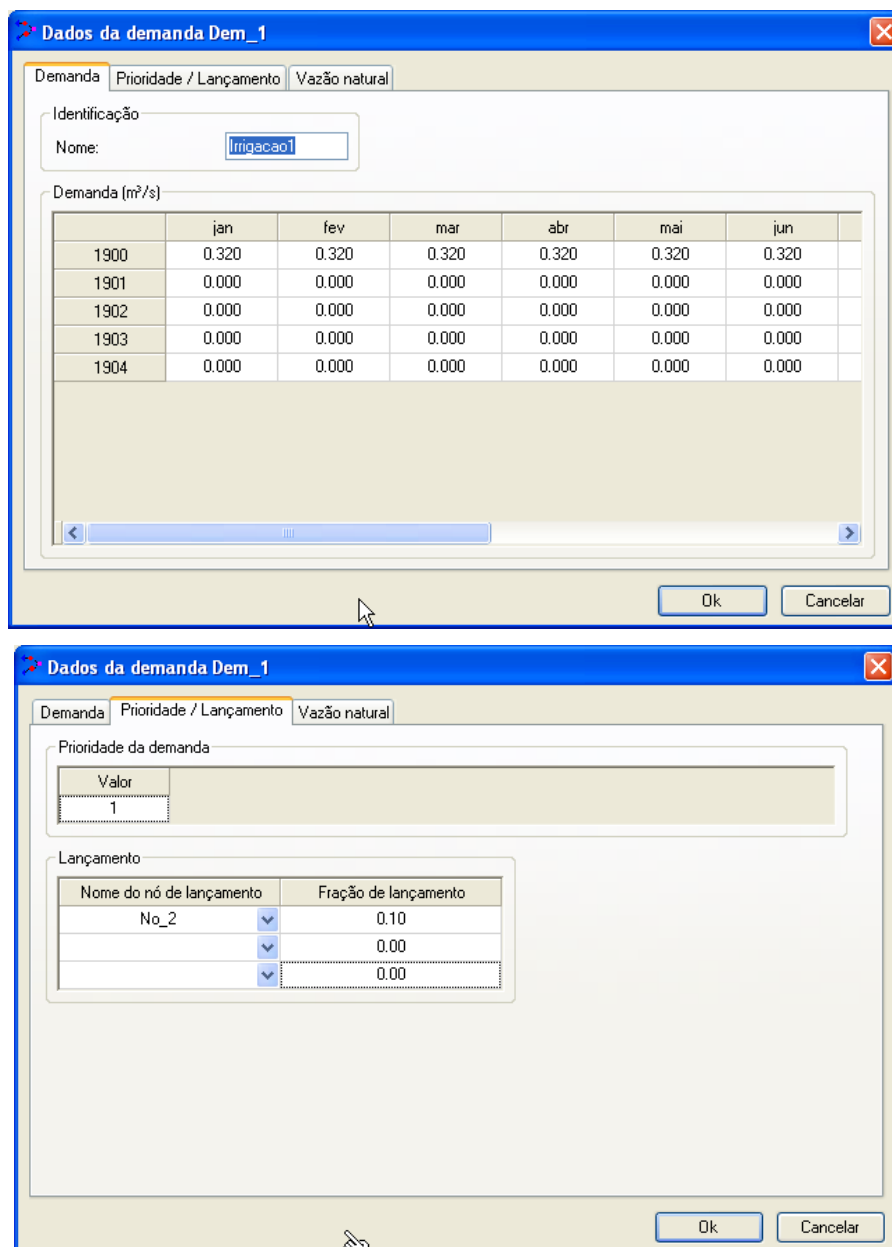 Dados da demanda Dem_1
Demanda Prioridade / Lançamento Vazão natural
Identificação
Nome: Irrigacao1
Demanda (m³/s)
jan fev mar abr mai jun
1900 0.320 0.320 0.320 0.320 0.320 0.320
1901 0.000 0.000 0.000 0.000 0.000 0.000
1902 0.000 0.000 0.000 0.000 0.000 0.000
1903 0.000 0.000 0.000 0.000 0.000 0.000
1904 0.000 0.000 0.000 0.000 0.000 0.000
Ok Cancelar
Dados da demanda Dem_1
Demanda Prioridade / Lançamento Vazão natural
Prioridade da demanda
Valor
1
Lançamento
Nome do nó de lançamento Fração de lançamento
No_2 0.10
0.00
0.00
Ok Cancelar